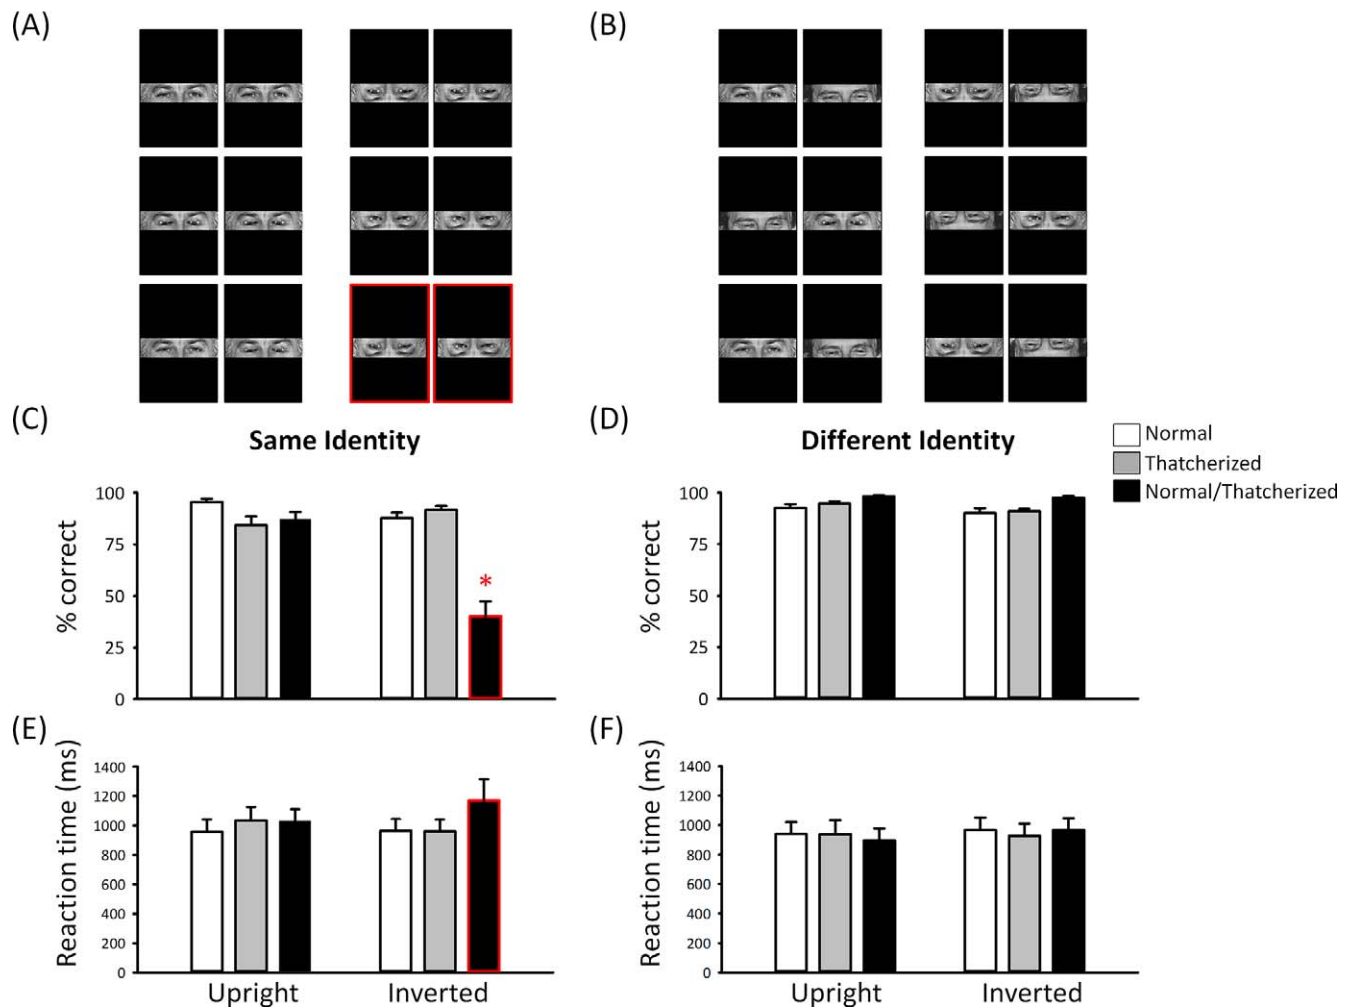 (A)
(B)
(C)
Same Identity
(D)
Different Identity
Normal
Thatcherized
Normal/Thatcherized
% correct
100
75
50
25
0
*
% correct
100
75
50
25
0
(E)
Reaction time (ms)
1400
1200
1000
800
600
400
200
0
Upright
Inverted
(F)
Reaction time (ms)
1400
1200
1000
800
600
400
200
0
Upright
Inverted